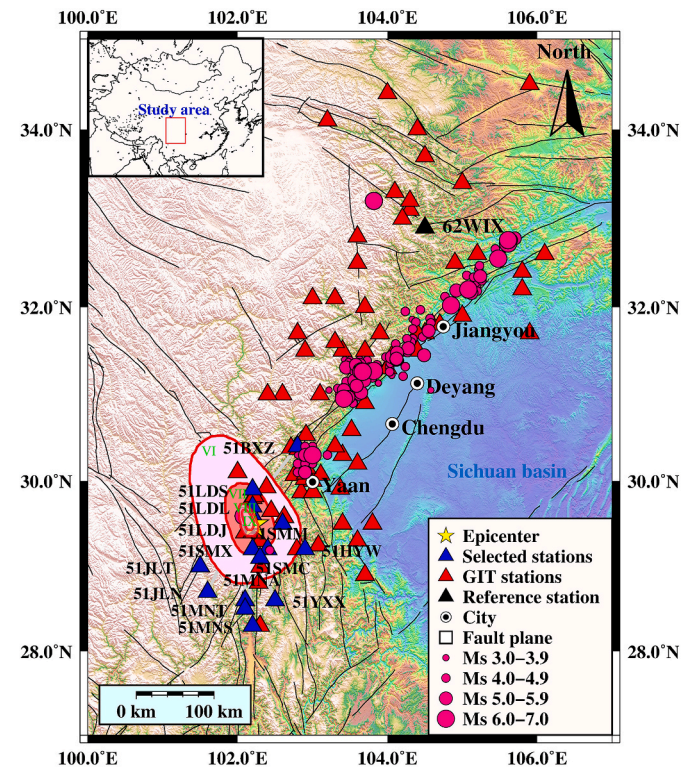 100.0°E 102.0°E 104.0°E 106.0°E
North
Study area
34.0°N 34.0°N
62WIX
32.0°N 32.0°N
Jiangyou
Deyang
Chengdu
VI
51BXZ
30.0°N 30.0°N
Sichuan basin
Yaan
51LDS
51LDL
51LDJ
51SMM
51SMX
51HYW
51JLT
51SMC
51MNA
51JLN
51YXX
51MNT
51MNS
28.0°N 28.0°N
Epicenter
Selected stations
GIT stations
Reference station
City
Fault plane
Ms 3.0–3.9
Ms 4.0–4.9
Ms 5.0–5.9
Ms 6.0–7.0
0 km 100 km
100.0°E 102.0°E 104.0°E 106.0°E